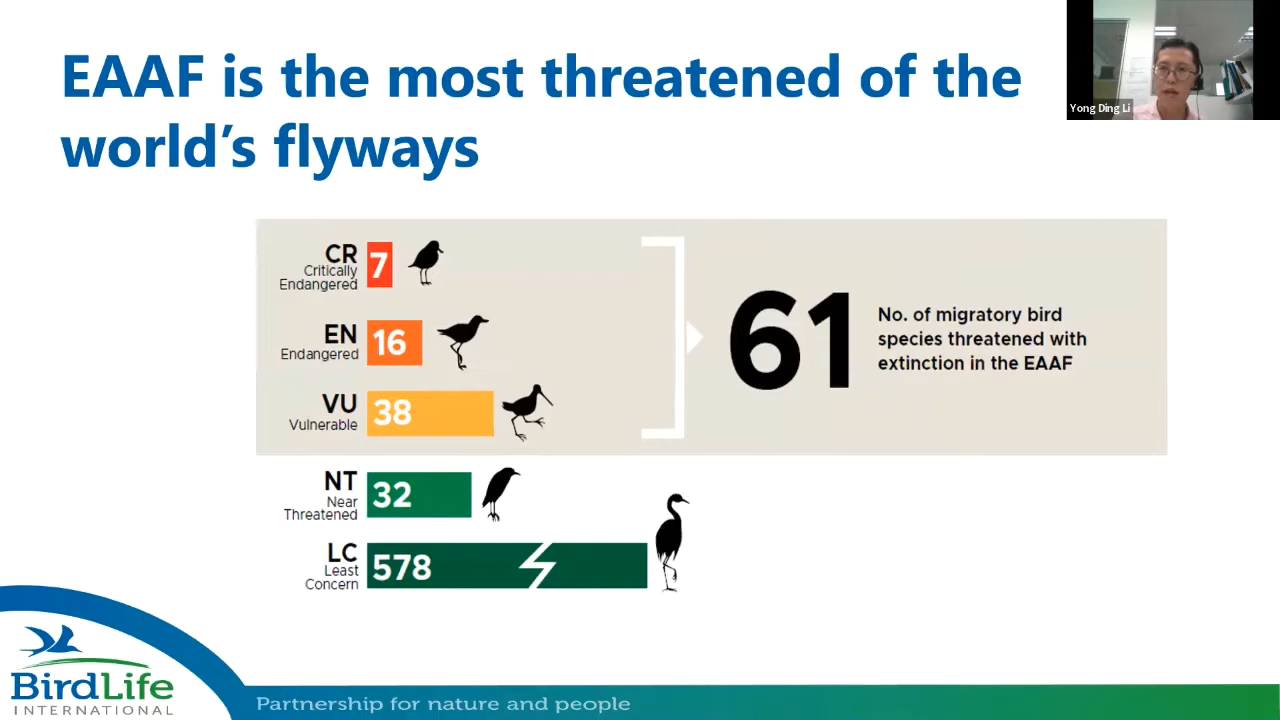 EAAF is the most threatened of the
world's flyways
Yong Ding Li
CR
Critically
Endangered
7
EN
Endangered
16
VU
Vulnerable
38
61
No. of migratory bird
species threatened with
extinction in the EAAF
NT
Near
Threatened
32
LC
Least
Concern
578
BirdLife
INTERNATIONAL
Partnership for nature and people